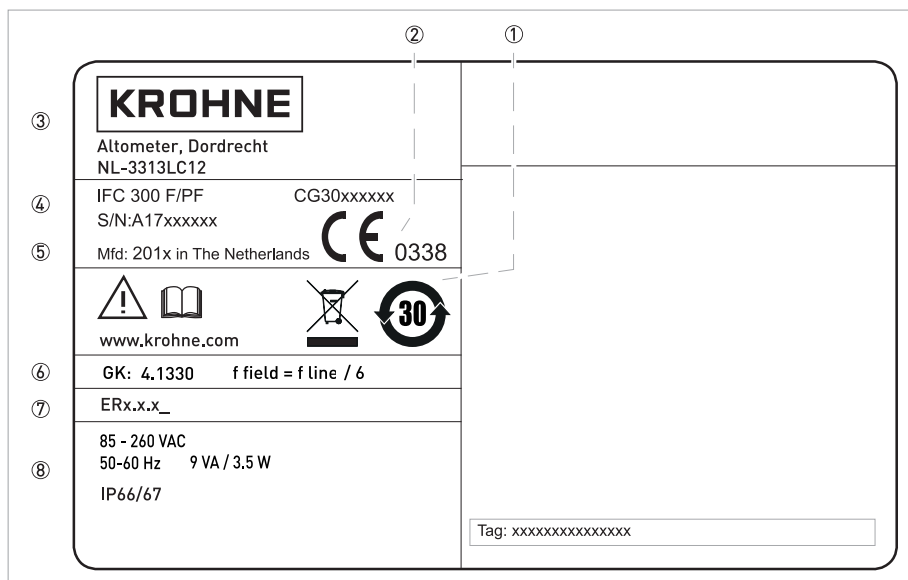 ② ①
③ KROHNE
Altometer, Dordrecht
NL-3313LC12
④ IFC 300 F/PF CG30xxxxxx
S/N:A17xxxxxx
⑤ Mfd: 201x in The Netherlands CE 0338
30
www.krohne.com
⑥ GK: 4.1330 f field = f line / 6
⑦ ERx.x.x_
85 - 260 VAC
⑧ 50-60 Hz 9 VA / 3.5 W
IP66/67
Tag: xxxxxxxxxxxxxxx